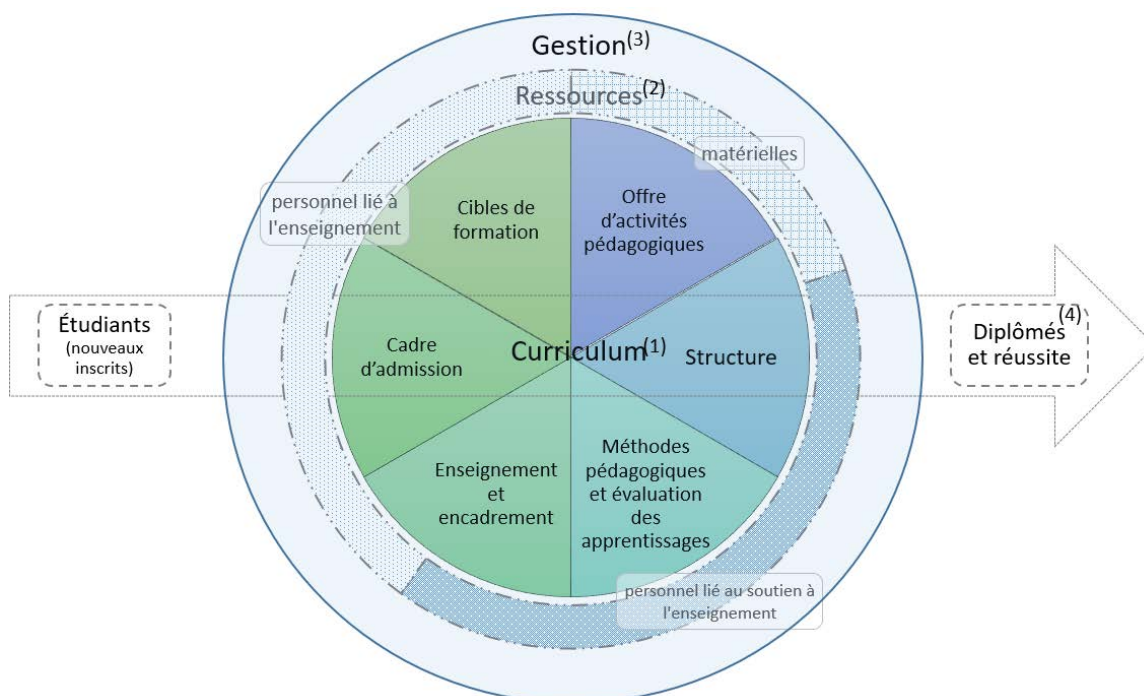 Gestion(3)
Ressources(2)
matérielles
personnel lié à
l'enseignement
Cibles de
formation
Offre
d’activités
pédagogiques
Étudiants
(nouveaux
inscrits)
Cadre
d’admission
Curriculum(1)
Structure
Diplômés(4)
et réussite
Enseignement
et
encadrement
Méthodes
pédagogiques
et évaluation
des
apprentissages
personnel lié au soutien à
l'enseignement